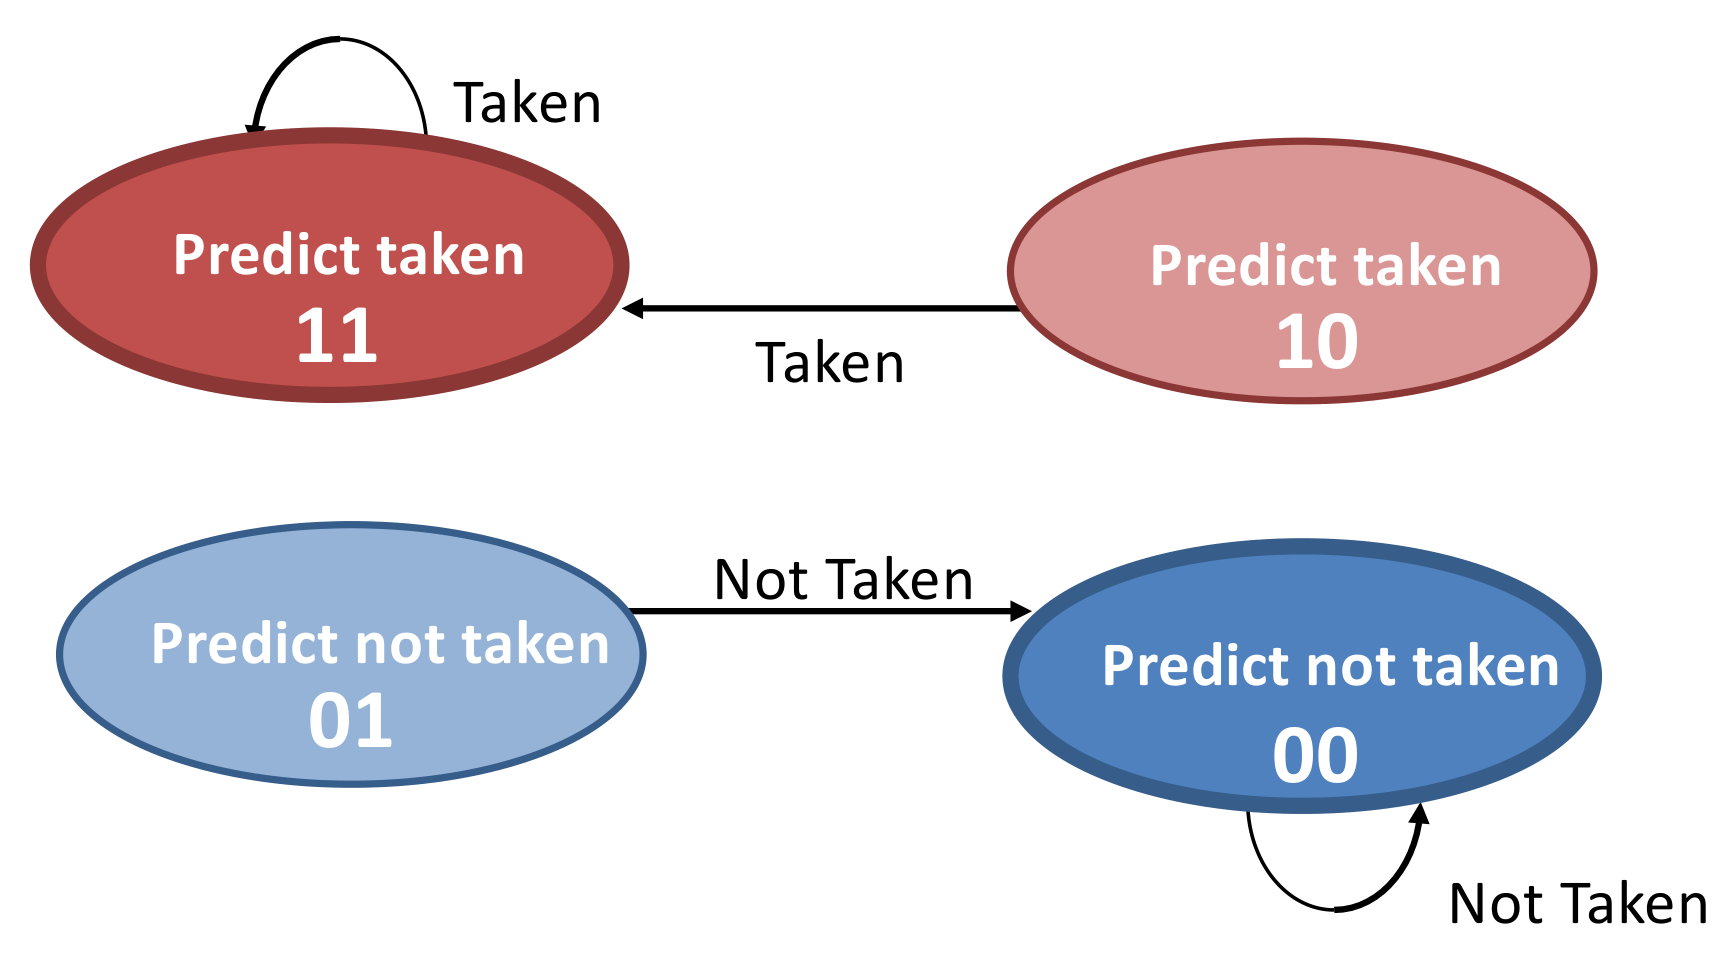 Taken
Predict taken
11
Predict taken
10
Taken
Not Taken
Predict not taken
01
Predict not taken
00
Not Taken